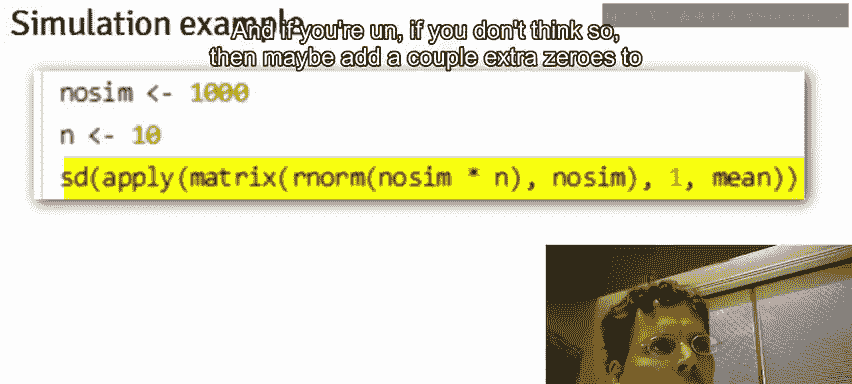 Simulation example
And if you're un, if you don't think so,
then maybe add a couple extra zeroes to
nosim <- 1000
n <- 10
sd(apply(matrix(rnorm(nosim * n), nosim), 1, mean))